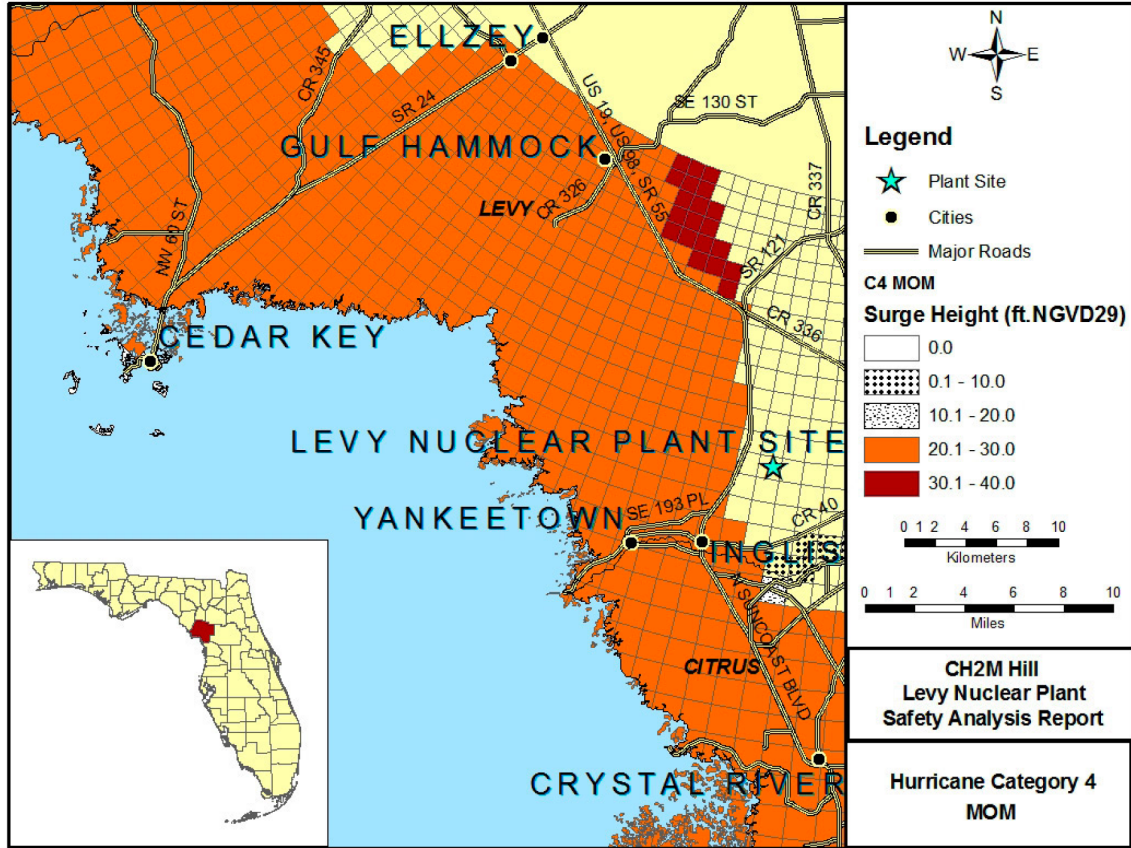 ELLZEY
CR 345
SR 24
US 19, US 98, SR 55
SE 130 ST
GULF HAMMOCK
CR 337
LEVY
CR 326
NW 60 ST
SR 121
CR 336
CEDAR KEY
LEVY NUCLEAR PLANT SITE
SE 193 PL
YANKEETOWN
CR 40
INGLIS
N SUNCOAST BLVD
CITRUS
CRYSTAL RIVER
N
W E
S
Legend
Plant Site
Cities
Major Roads
C4 MOM
Surge Height (ft.NGVD29)
0.0
0.1 - 10.0
10.1 - 20.0
20.1 - 30.0
30.1 - 40.0
0 1 2 4 6 8 10
Kilometers
0 1 2 4 6 8 10
Miles
CH2M Hill
Levy Nuclear Plant
Safety Analysis Report
Hurricane Category 4
MOM